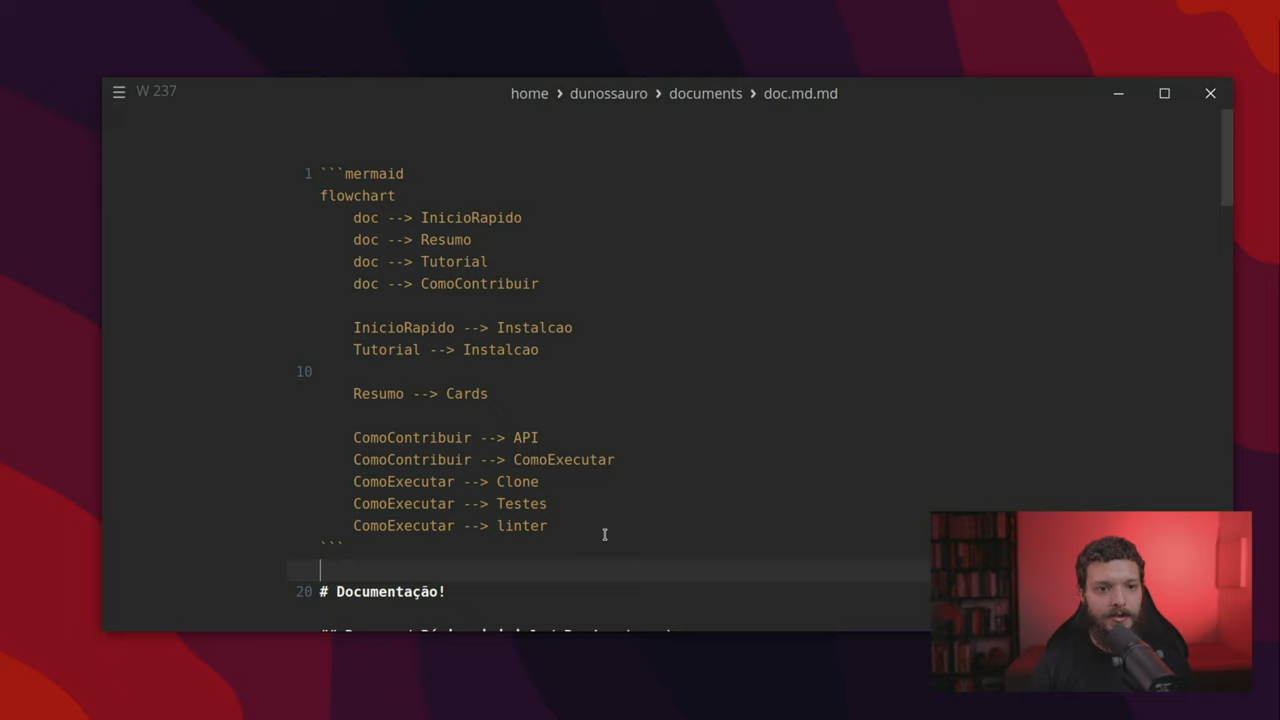 W 237
home > dunossauro > documents > doc.md.md
1 ```mermaid
flowchart
doc --> InicioRapido
doc --> Resumo
doc --> Tutorial
doc --> ComoContribuir
InicioRapido --> Instalcao
Tutorial --> Instalcao
10
Resumo --> Cards
ComoContribuir --> API
ComoContribuir --> ComoExecutar
ComoExecutar --> Clone
ComoExecutar --> Testes
ComoExecutar --> linter
```
20 # Documentação!